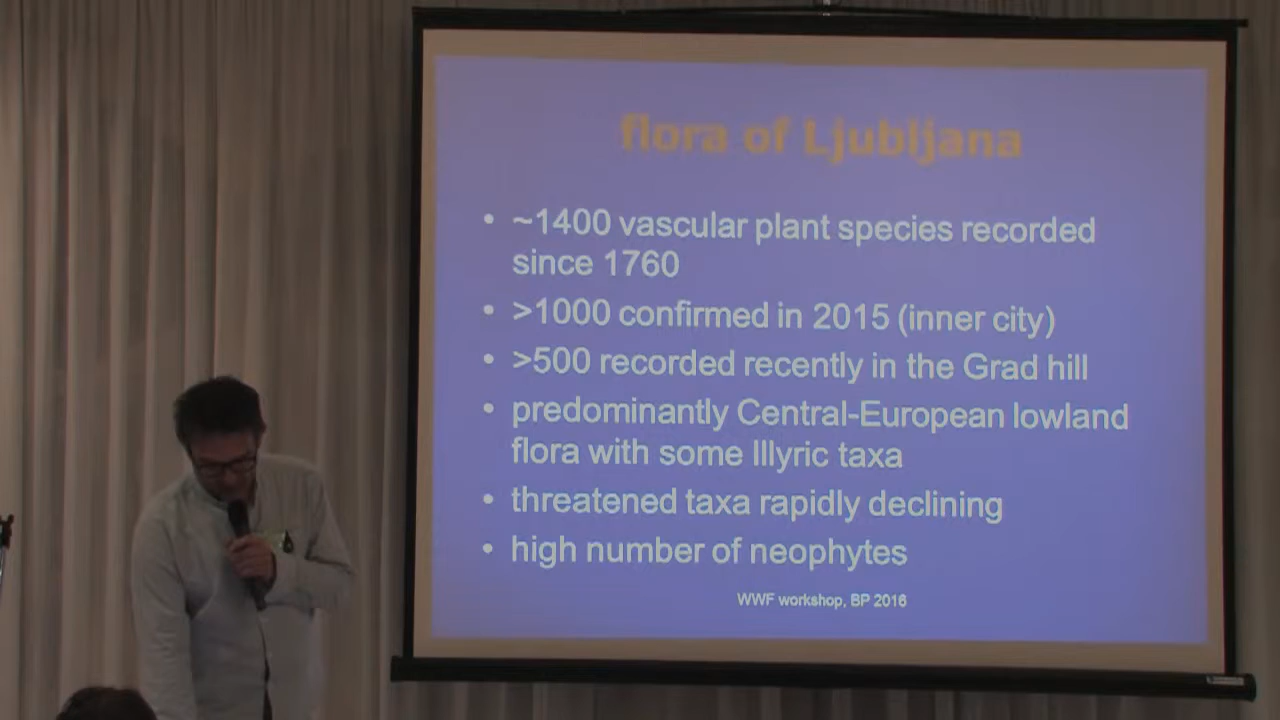 flora of Ljubljana
• ~1400 vascular plant species recorded
since 1760
• >1000 confirmed in 2015 (inner city)
• >500 recorded recently in the Grad hill
• predominantly Central-European lowland
flora with some Illyric taxa
• threatened taxa rapidly declining
• high number of neophytes
WWF workshop, BP 2016